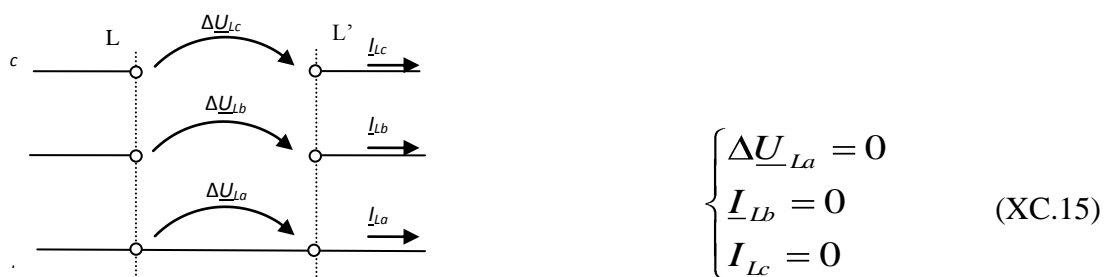 L L'
c ΔU_Lc I_Lc
ΔU_Lb I_Lb
ΔU_La I_La
ΔU_La = 0
I_Lb = 0 (XC.15)
I_Lc = 0